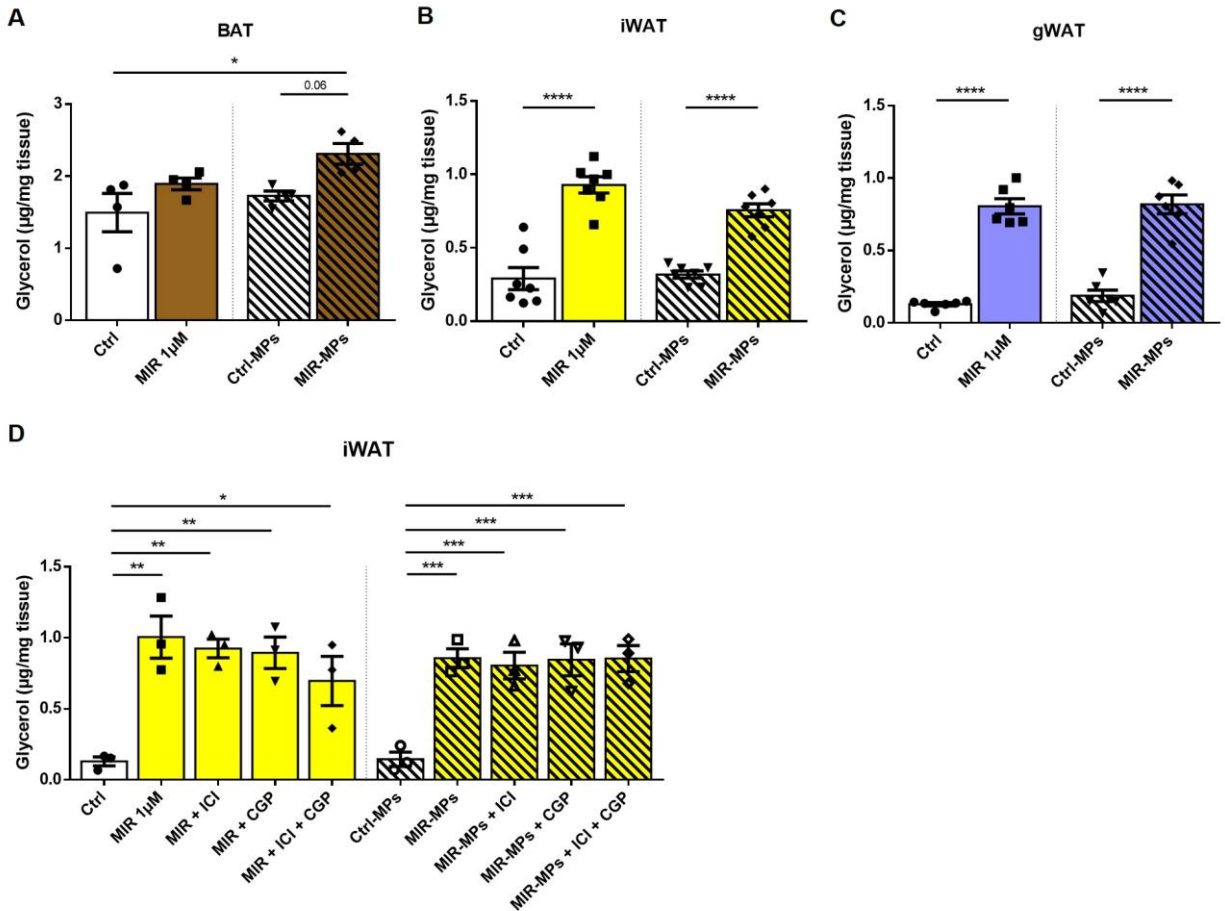 A
BAT
*
0.06
3
2
1
0
Glycerol (µg/mg tissue)
Ctrl
MIR 1µM
Ctrl-MPs
MIR-MPs
B
iWAT
****
****
1.5
1.0
0.5
0.0
Glycerol (µg/mg tissue)
Ctrl
MIR 1µM
Ctrl-MPs
MIR-MPs
C
gWAT
****
****
1.5
1.0
0.5
0.0
Glycerol (µg/mg tissue)
Ctrl
MIR 1µM
Ctrl-MPs
MIR-MPs
D
iWAT
*
**
**
**
***
***
***
***
1.5
1.0
0.5
0.0
Glycerol (µg/mg tissue)
Ctrl
MIR 1µM
MIR + ICI
MIR + CGP
MIR + ICI + CGP
Ctrl-MPs
MIR-MPs
MIR-MPs + ICI
MIR-MPs + CGP
MIR-MPs + ICI + CGP